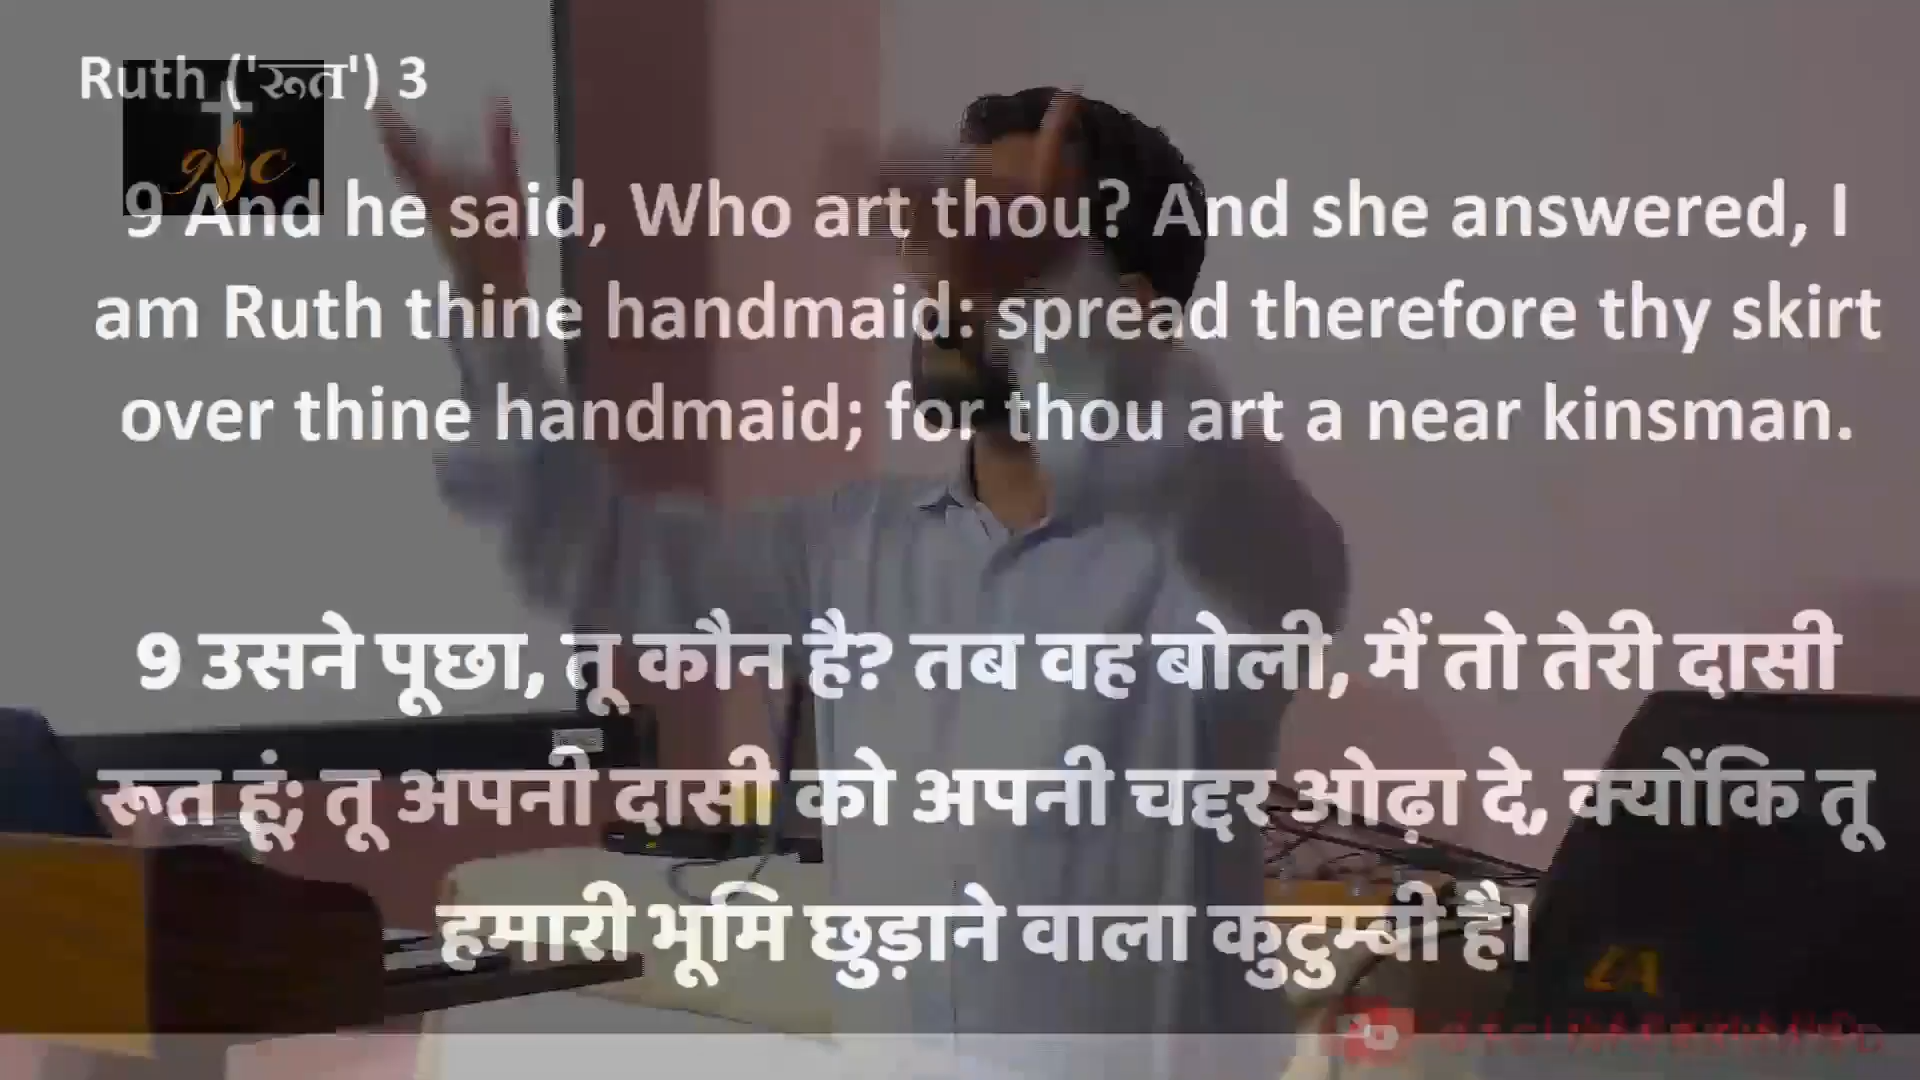 Ruth ('रूत') 3
gc
9 And he said, Who art thou? And she answered, I
am Ruth thine handmaid: spread therefore thy skirt
over thine handmaid; for thou art a near kinsman.
9 उसने पूछा, तू कौन है? तब वह बोली, मैं तो तेरी दासी
रूत हूं; तू अपनी दासी को अपनी चद्दर ओढ़ा दे, क्योंकि तू
हमारी भूमि छुड़ाने वाला कुटुम्बी है।